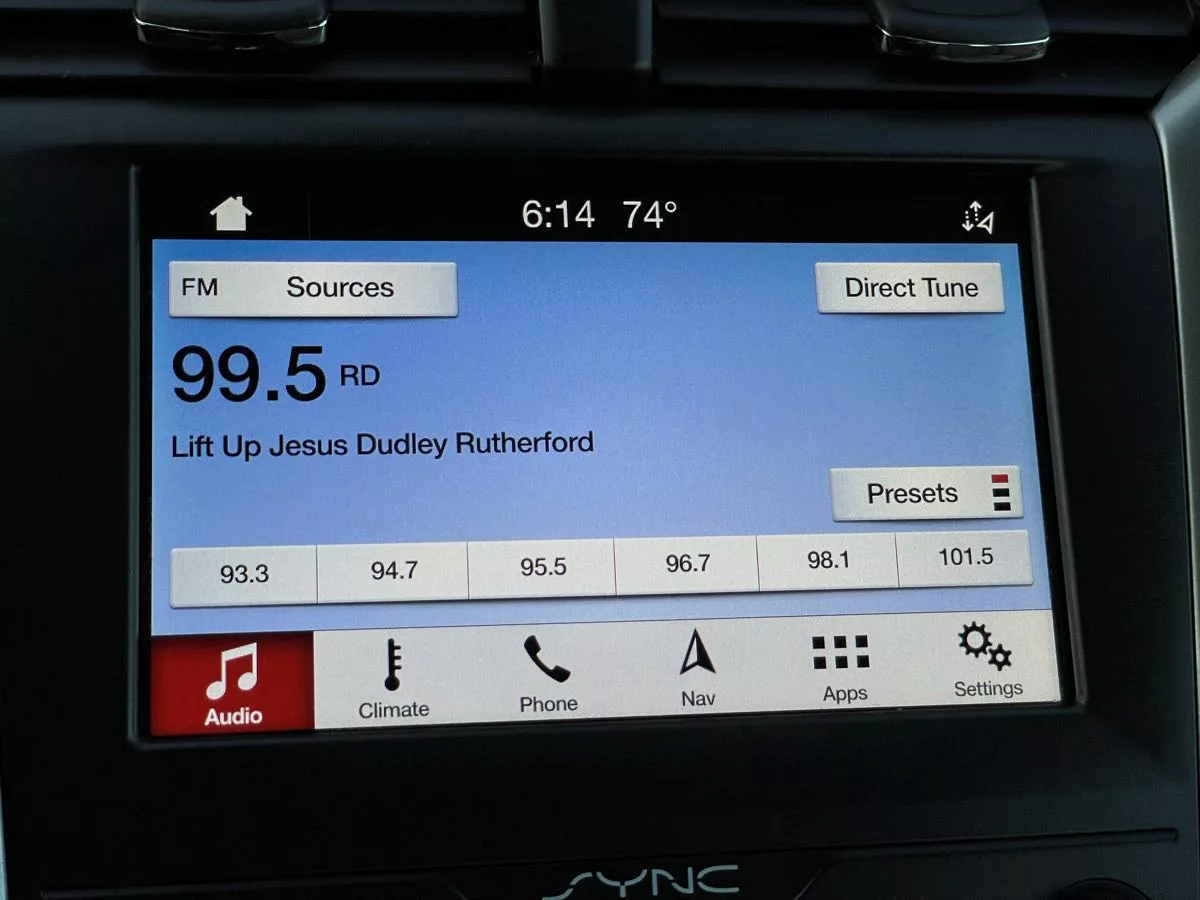 6:14 74°
FM Sources
Direct Tune
99.5 RD
Lift Up Jesus Dudley Rutherford
Presets
93.3 94.7 95.5 96.7 98.1 101.5
Audio Climate Phone Nav Apps Settings
SYNC